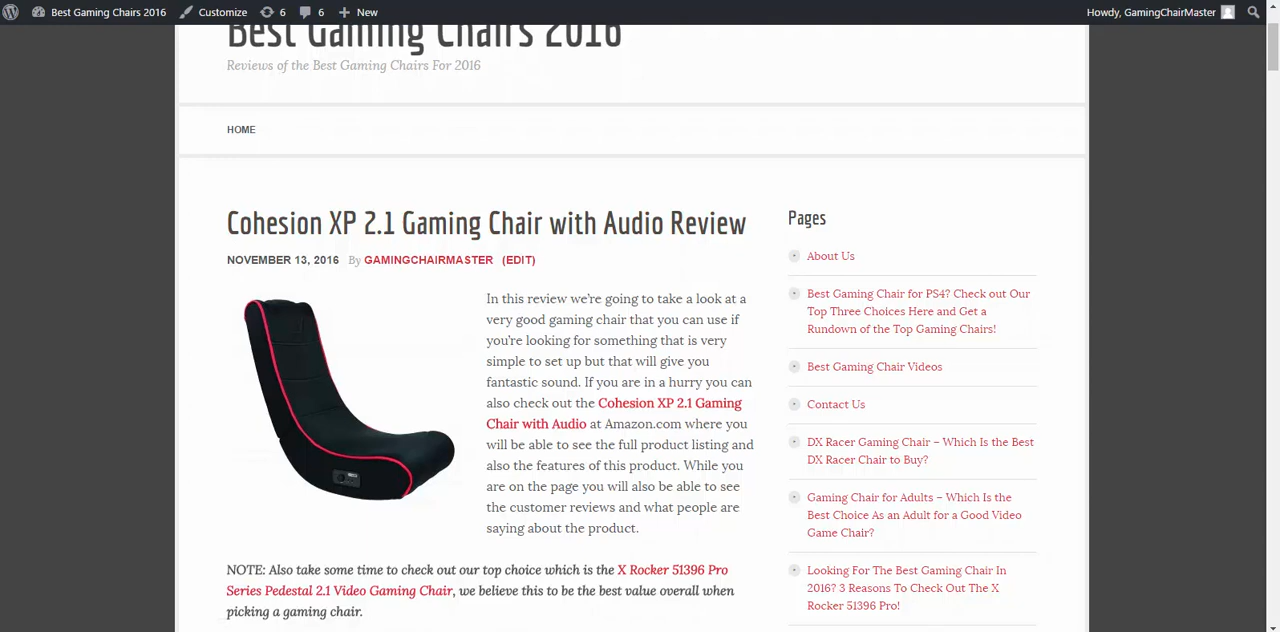 Best Gaming Chairs 2016 Customize 6 6 New Howdy, GamingChairMaster
Best Gaming Chairs 2016
Reviews of the Best Gaming Chairs For 2016
HOME
Cohesion XP 2.1 Gaming Chair with Audio Review
NOVEMBER 13, 2016 By GAMINGCHAIRMASTER (EDIT)
In this review we’re going to take a look at a
very good gaming chair that you can use if
you’re looking for something that is very
simple to set up but that will give you
fantastic sound. If you are in a hurry you can
also check out the Cohesion XP 2.1 Gaming
Chair with Audio at Amazon.com where you
will be able to see the full product listing and
also the features of this product. While you
are on the page you will also be able to see
the customer reviews and what people are
saying about the product.
NOTE: Also take some time to check out our top choice which is the X Rocker 51396 Pro
Series Pedestal 2.1 Video Gaming Chair, we believe this to be the best value overall when
picking a gaming chair.
Pages
About Us
Best Gaming Chair for PS4? Check out Our
Top Three Choices Here and Get a
Rundown of the Top Gaming Chairs!
Best Gaming Chair Videos
Contact Us
DX Racer Gaming Chair – Which Is the Best
DX Racer Chair to Buy?
Gaming Chair for Adults – Which Is the
Best Choice As an Adult for a Good Video
Game Chair?
Looking For The Best Gaming Chair In
2016? 3 Reasons To Check Out The X
Rocker 51396 Pro!